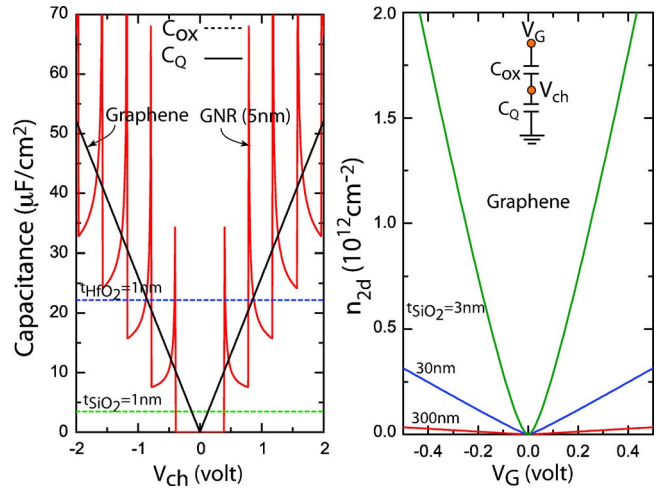 70
60
50
40
30
20
10
0
Capacitance (μF/cm²)
C_OX
C_Q
Graphene
GNR (5nm)
t_HfO₂=1nm
t_SiO₂=1nm
-2 -1 0 1 2
V_ch (volt)
2.0
1.5
1.0
0.5
0.0
n_2d (10¹²cm⁻²)
V_G
C_OX
V_ch
C_Q
Graphene
t_SiO₂=3nm
30nm
300nm
-0.4 -0.2 0.0 0.2 0.4
V_G (volt)